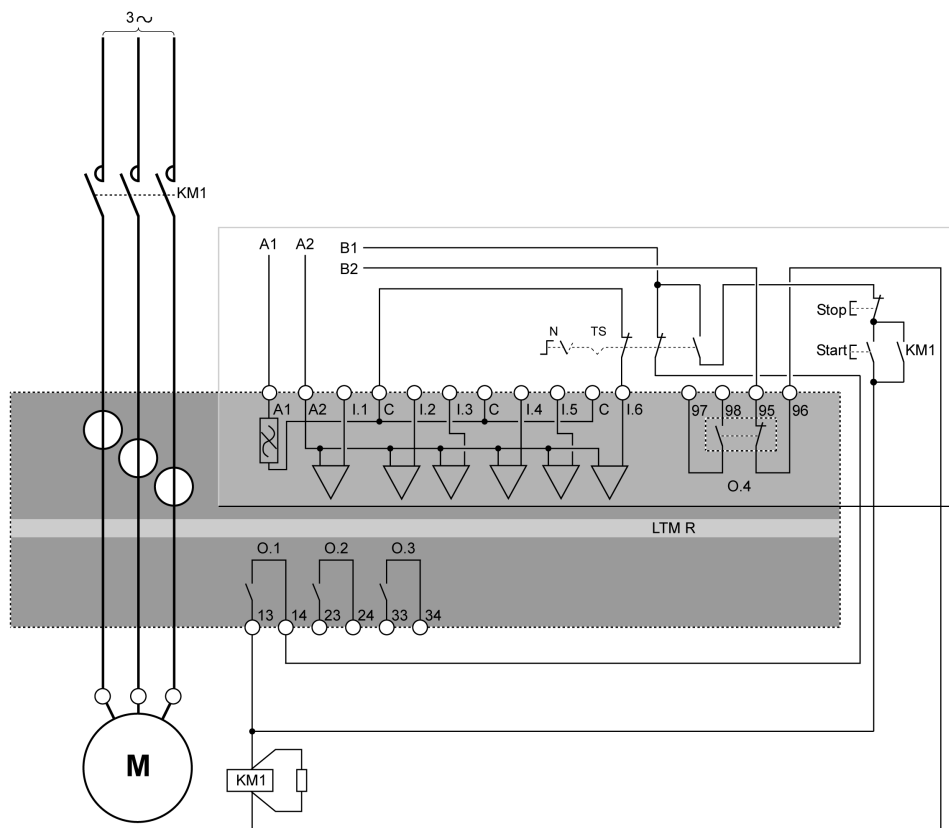 3
KM1
A1 A2 B1
B2
Stop
N TS
Start KM1
A1 A2 I.1 C I.2 I.3 C I.4 I.5 C I.6 97 98 95 96
O.4
LTM R
O.1 O.2 O.3
13 14 23 24 33 34
M
KM1